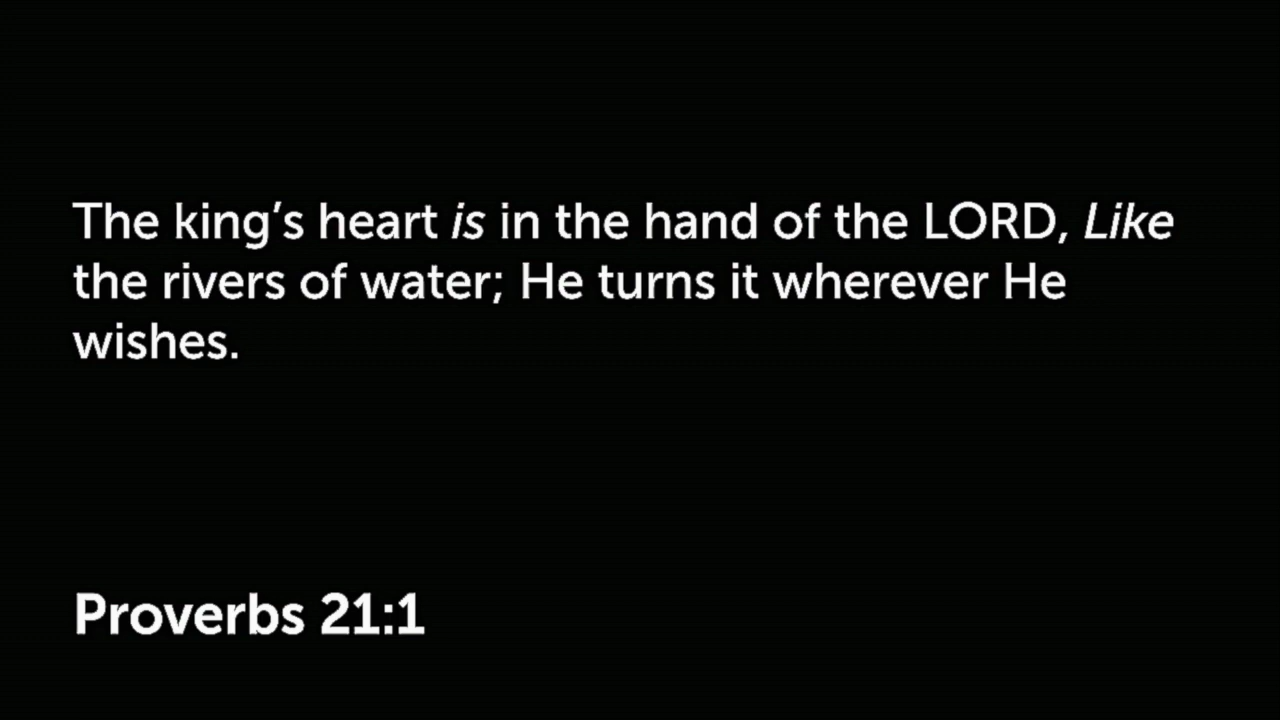 The king’s heart is in the hand of the LORD, Like
the rivers of water; He turns it wherever He
wishes.
Proverbs 21:1